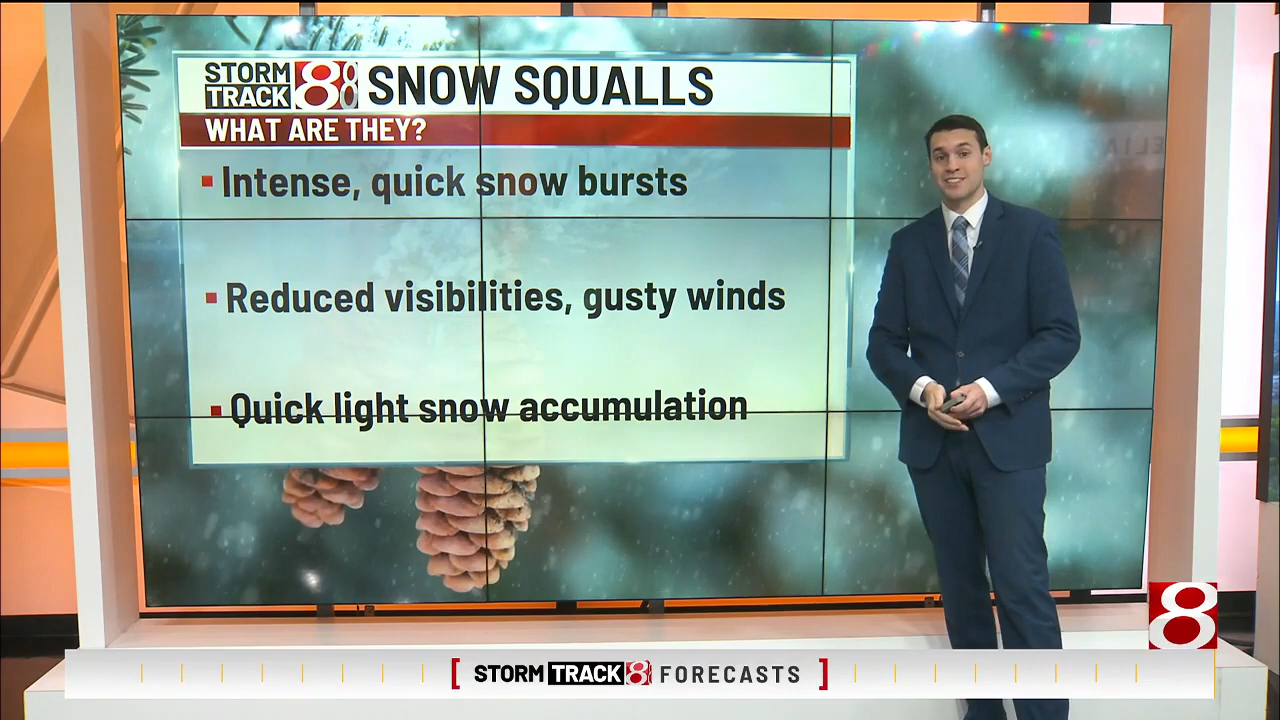 STORM TRACK 8 SNOW SQUALLS
WHAT ARE THEY?
Intense, quick snow bursts
Reduced visibilities, gusty winds
Quick light snow accumulation
8
[ STORM TRACK 8 FORECASTS ]